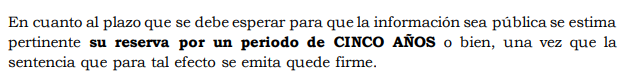 En cuanto al plazo que se debe esperar para que la información sea pública se estima
pertinente su reserva por un periodo de CINCO AÑOS o bien, una vez que la
sentencia que para tal efecto se emita quede firme.